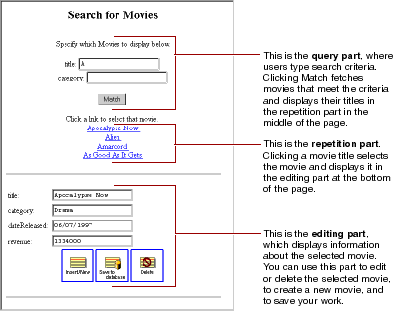 Search for Movies
Specify which Movies to display below.
title: A
category:
Match
Click a link to select that movie.
Apocalypse Now
Alien
Amarcord
As Good As It Gets
title: Apocalypse Now
category: Drama
dateReleased: 06/07/199"
revenue: 1334000
Insert/New
Save to database
Delete
This is the query part, where
users type search criteria.
Clicking Match fetches
movies that meet the criteria
and displays their titles in
the repetition part in the
middle of the page.
This is the repetition part.
Clicking a movie title selects
the movie and displays it in
the editing part at the bottom
of the page.
This is the editing part,
which displays information
about the selected movie.
You can use this part to edit
or delete the selected movie,
to create a new movie, and
to save your work.